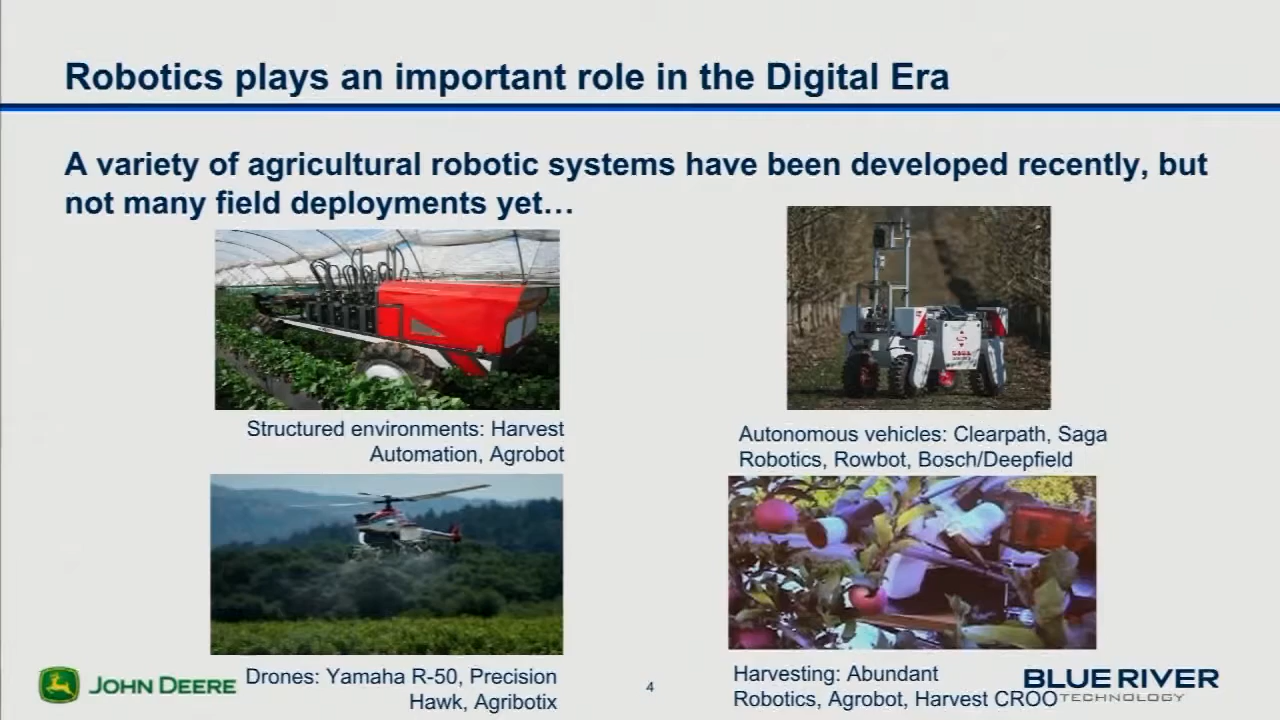 Robotics plays an important role in the Digital Era
A variety of agricultural robotic systems have been developed recently, but
not many field deployments yet…
Structured environments: Harvest
Automation, Agrobot
Autonomous vehicles: Clearpath, Saga
Robotics, Rowbot, Bosch/Deepfield
SAGA
Drones: Yamaha R-50, Precision
Hawk, Agribotix
Harvesting: Abundant
Robotics, Agrobot, Harvest CROO
JOHN DEERE
4
BLUE RIVER
TECHNOLOGY